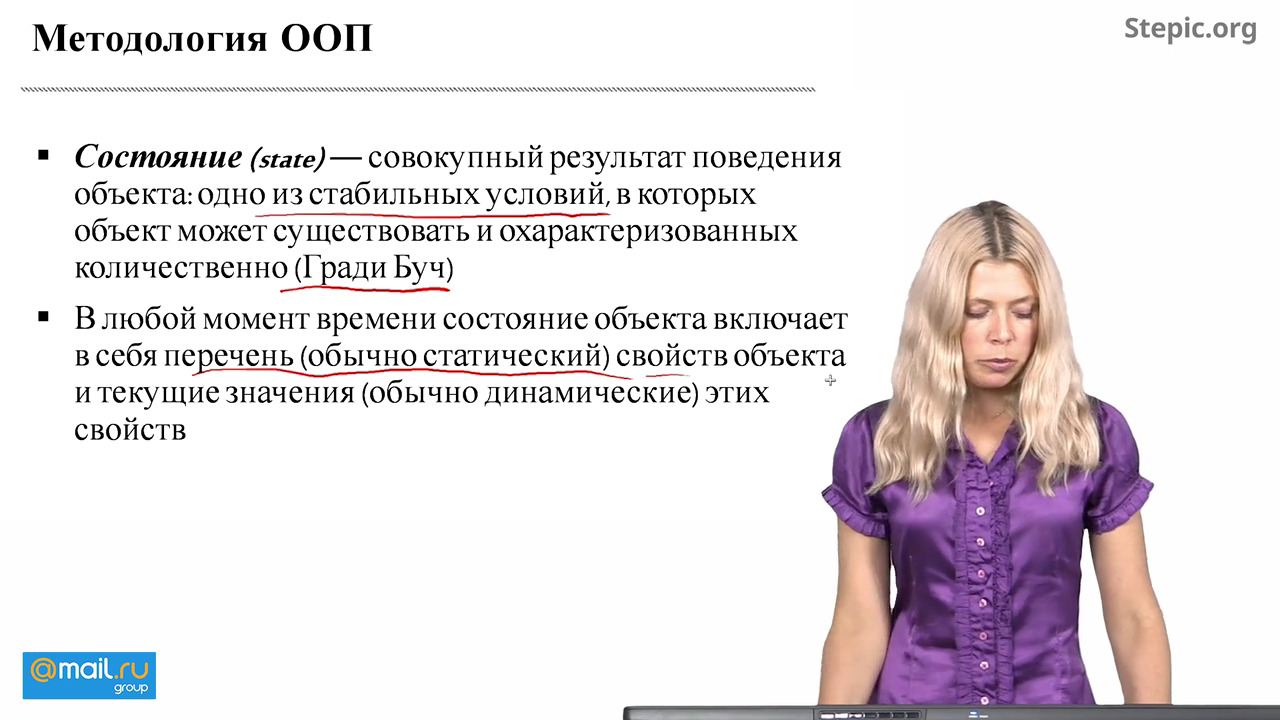 Методология ООП
Stepic.org
▪ Состояние (state) — совокупный результат поведения
объекта: одно из стабильных условий, в которых
объект может существовать и охарактеризованных
количественно (Гради Буч)
▪ В любой момент времени состояние объекта включает
в себя перечень (обычно статический) свойств объекта
и текущие значения (обычно динамические) этих
свойств
@mail.ru
group